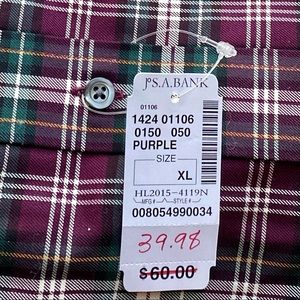 JoS.A.BANK
01106
1424 01106
0150 050
PURPLE
SIZE
XL
HL2015-4119N
MFG # STYLE #
008054990034
39.98
$60.00